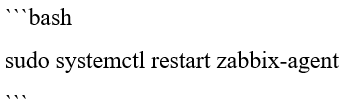 ```bash
sudo systemctl restart zabbix-agent
```